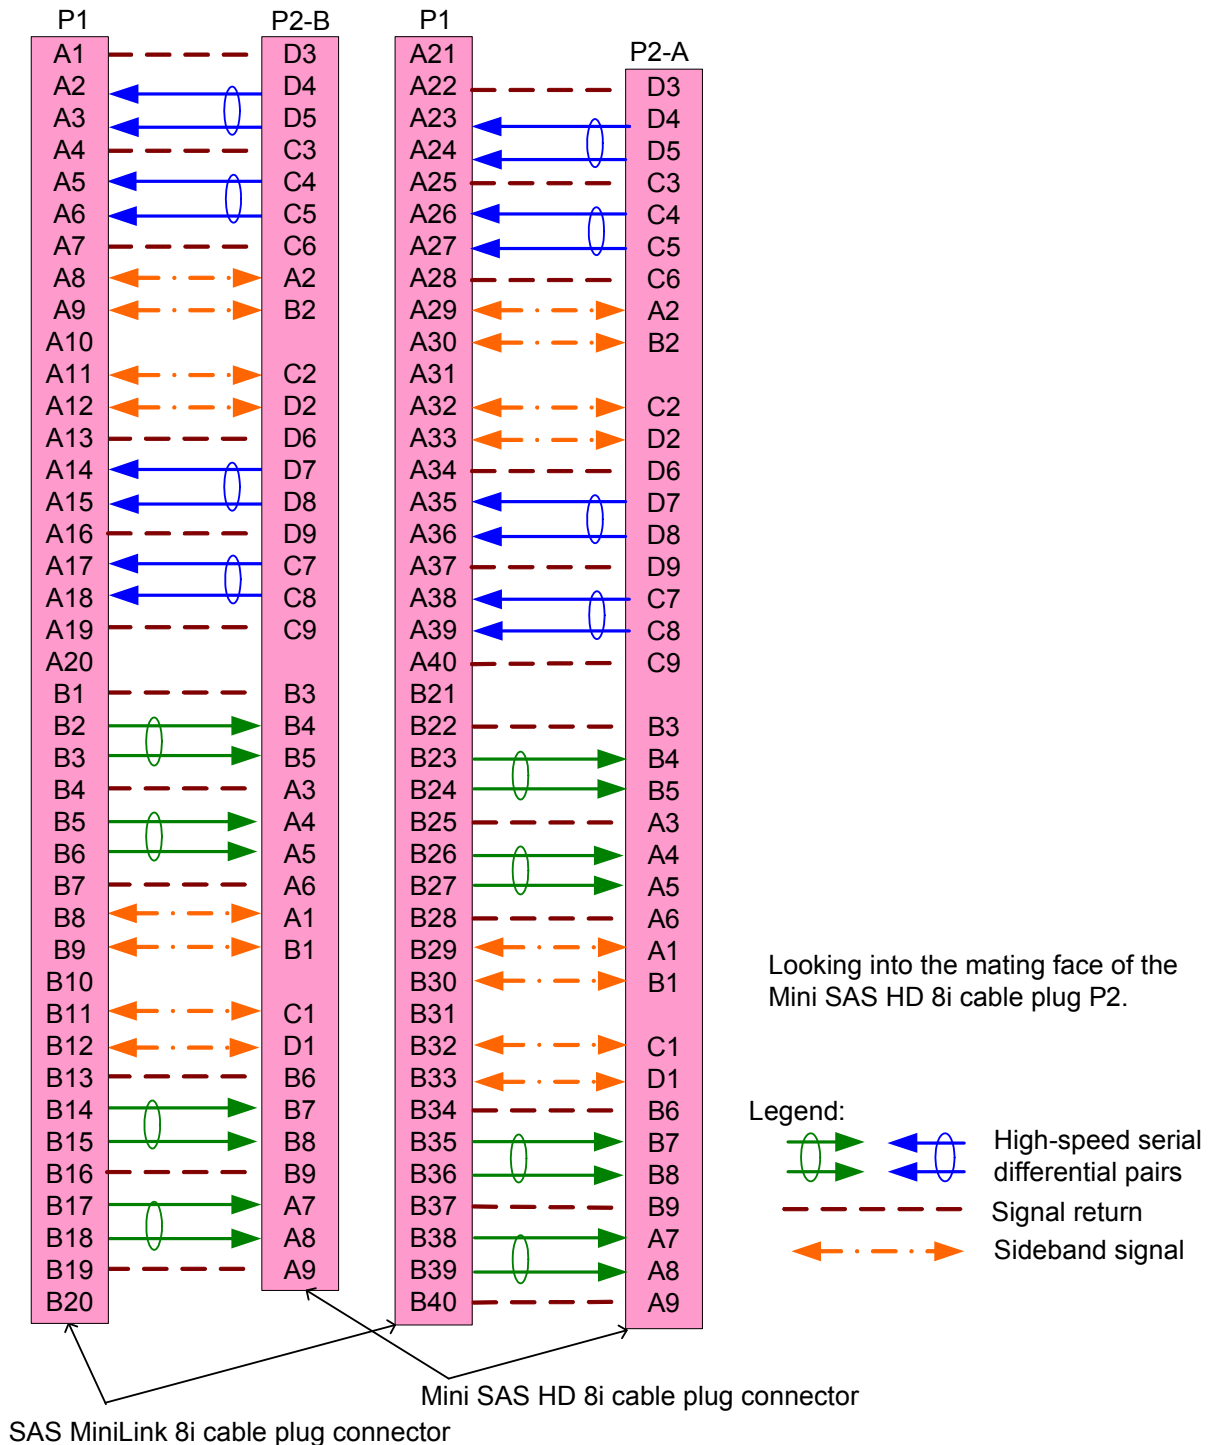 P1 P2-B P1
P2-A
A1 D3 A21
A2 D4 A22 D3
A3 D5 A23 D4
A4 C3 A24 D5
A5 C4 A25 C3
A6 C5 A26 C4
A7 C6 A27 C5
A8 A2 A28 C6
A9 B2 A29 A2
A10 A30 B2
A11 C2 A31
A12 D2 A32 C2
A13 D6 A33 D2
A14 D7 A34 D6
A15 D8 A35 D7
A16 D9 A36 D8
A17 C7 A37 D9
A18 C8 A38 C7
A19 C9 A39 C8
A20 A40 C9
B1 B3 B21
B2 B4 B22 B3
B3 B5 B23 B4
B4 A3 B24 B5
B5 A4 B25 A3
B6 A5 B26 A4
B7 A6 B27 A5
B8 A1 B28 A6
B9 B1 B29 A1
B10 B30 B1
B11 C1 B31
B12 D1 B32 C1
B13 B6 B33 D1
B14 B7 B34 B6
B15 B8 B35 B7
B16 B9 B36 B8
B17 A7 B37 B9
B18 A8 B38 A7
B19 A9 B39 A8
B20 B40 A9
Looking into the mating face of the
Mini SAS HD 8i cable plug P2.
Legend:
High-speed serial
differential pairs
Signal return
Sideband signal
Mini SAS HD 8i cable plug connector
SAS MiniLink 8i cable plug connector